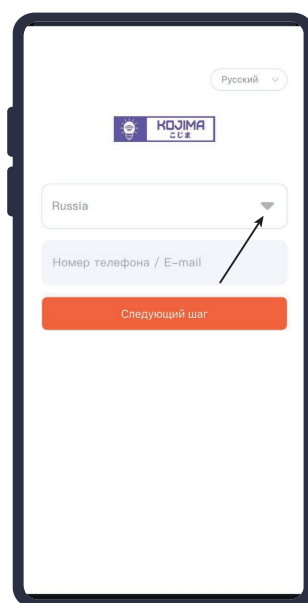 Русский
KOJIMA
こじま
Russia
Номер телефона / E-mail
Следующий шаг